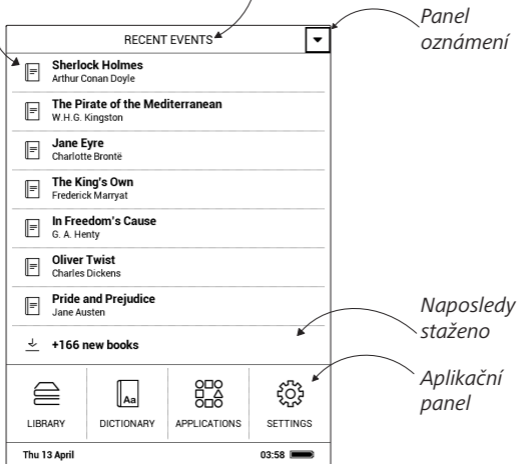 Panel
oznámení
RECENT EVENTS
Sherlock Holmes
Arthur Conan Doyle
The Pirate of the Mediterranean
W.H.G. Kingston
Jane Eyre
Charlotte Brontë
The King's Own
Frederick Marryat
In Freedom's Cause
G. A. Henty
Oliver Twist
Charles Dickens
Pride and Prejudice
Jane Austen
+166 new books
Naposledy
staženo
Aplikační
panel
Aa
LIBRARY DICTIONARY APPLICATIONS SETTINGS
Thu 13 April 03:58